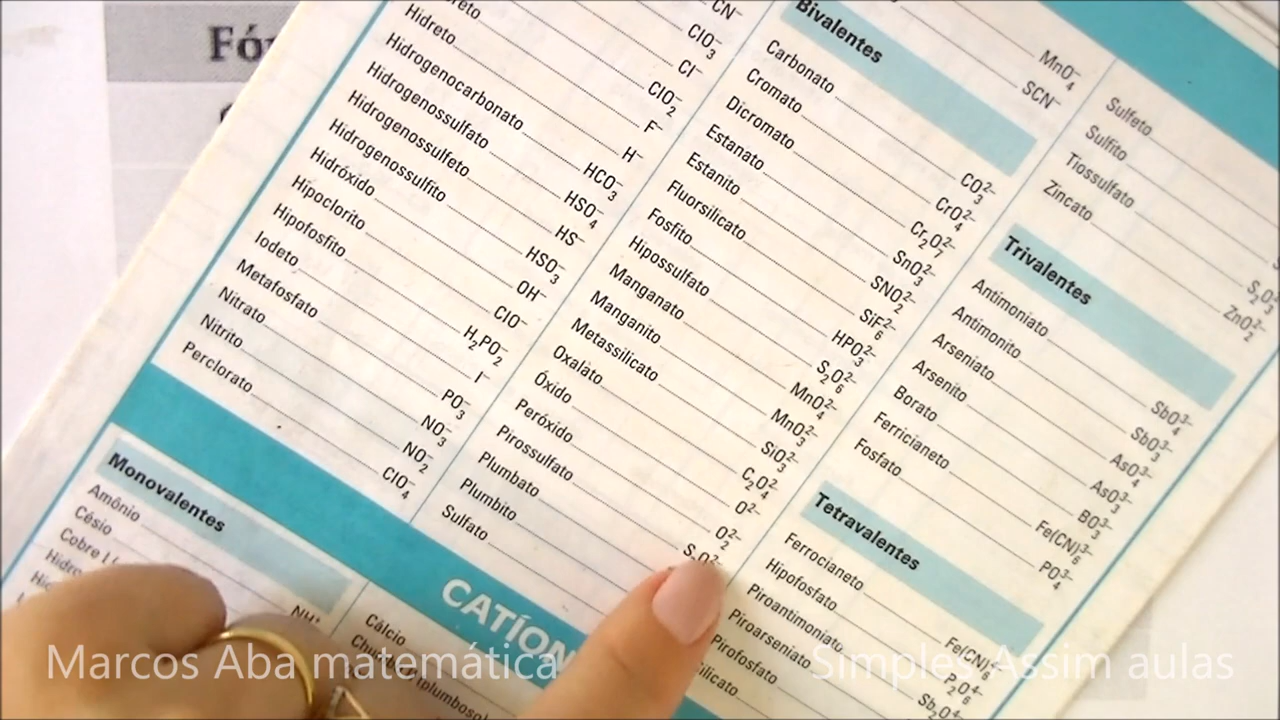 Fó
CN⁻
Hidreto ClO₃⁻
Hidrogenocarbonato Cl⁻
Hidrogenossulfato ClO₂⁻
Hidrogenossulfeto F⁻
Hidrogenossulfito H⁻
Hidróxido HCO₃⁻
Hipoclorito HSO₄⁻
Hipofosfito HS⁻
Iodeto HSO₃⁻
Metafosfato OH⁻
Nitrato ClO⁻
Nitrito H₂PO₂⁻
Perclorato I⁻
PO₃⁻
NO₃⁻
NO₂⁻
ClO₄⁻
MnO₄⁻
SCN⁻
Bivalentes
Carbonato CO₃²⁻
Cromato CrO₄²⁻
Dicromato Cr₂O₇²⁻
Estanato SnO₃²⁻
Estanito SNO₂²⁻
Fluorsilicato SiF₆²⁻
Fosfito HPO₃²⁻
Hipossulfato S₂O₆²⁻
Manganato MnO₄²⁻
Manganito MnO₃²⁻
Metassilicato SiO₃²⁻
Oxalato C₂O₄²⁻
Óxido O²⁻
Peróxido O₂²⁻
Pirossulfato
Plumbato
Plumbito
Sulfato
Sulfeto
Sulfito
Tiossulfato S₂O₃²⁻
Zincato ZnO₂²⁻
Trivalentes
Antimoniato SbO₄³⁻
Antimonito SbO₃³⁻
Arseniato AsO₄³⁻
Arsenito AsO₃³⁻
Borato BO₃³⁻
Ferricianeto Fe(CN)₆³⁻
Fosfato PO₄³⁻
Tetravalentes
Ferrocianeto Fe(CN)₆⁴⁻
Hipofosfato P₂O₆⁴⁻
Piroantimoniato
Piroarseniato
Pirofosfato
silicato
CATÍON
Monovalentes
Amônio NH₄⁺
Césio
Cobre
Cálcio
Marcos Aba matemática
Simples Assim aulas